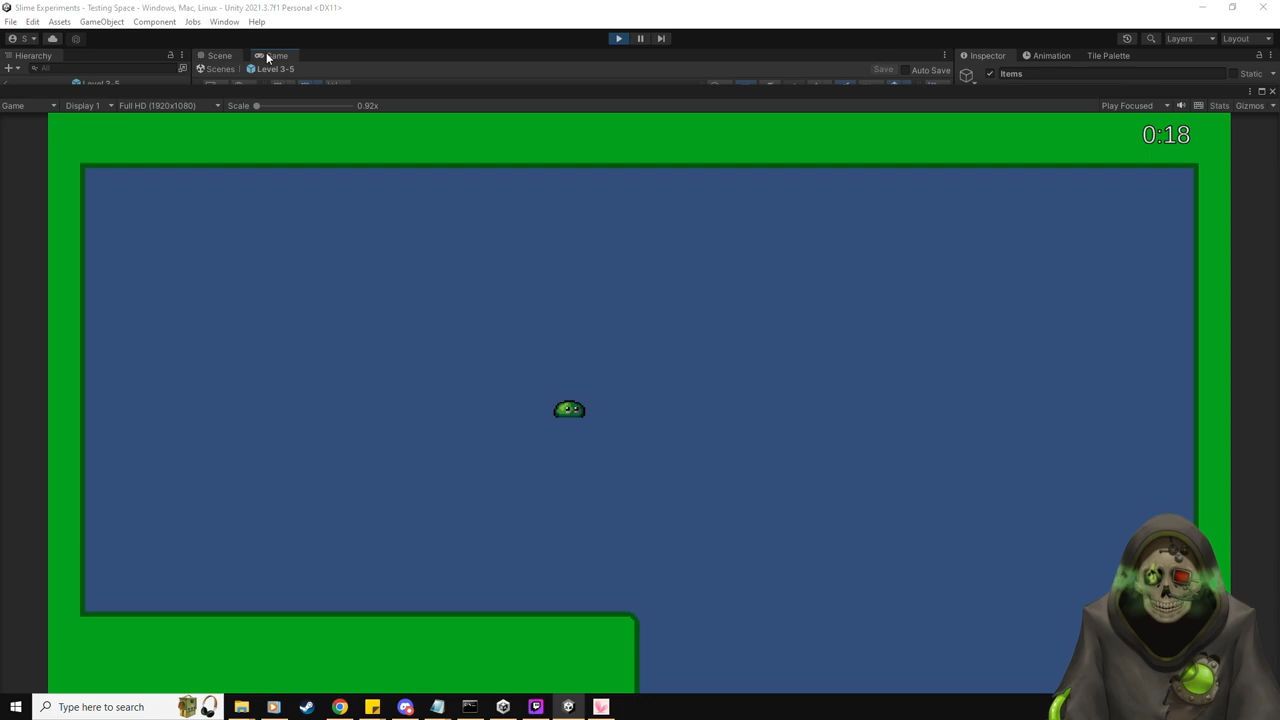 Slime Experiments - Testing Space - Windows, Mac, Linux - Unity 2021.3.7f1 Personal <DX11>
File Edit Assets GameObject Component Jobs Window Help
S Layers Layout
Hierarchy Scene Game Inspector Animation Tile Palette
All Scenes Level 3-5 Save Auto Save Items Static
Game Display 1 Full HD (1920x1080) Scale 0.92x Play Focused Stats Gizmos
0:18
Type here to search